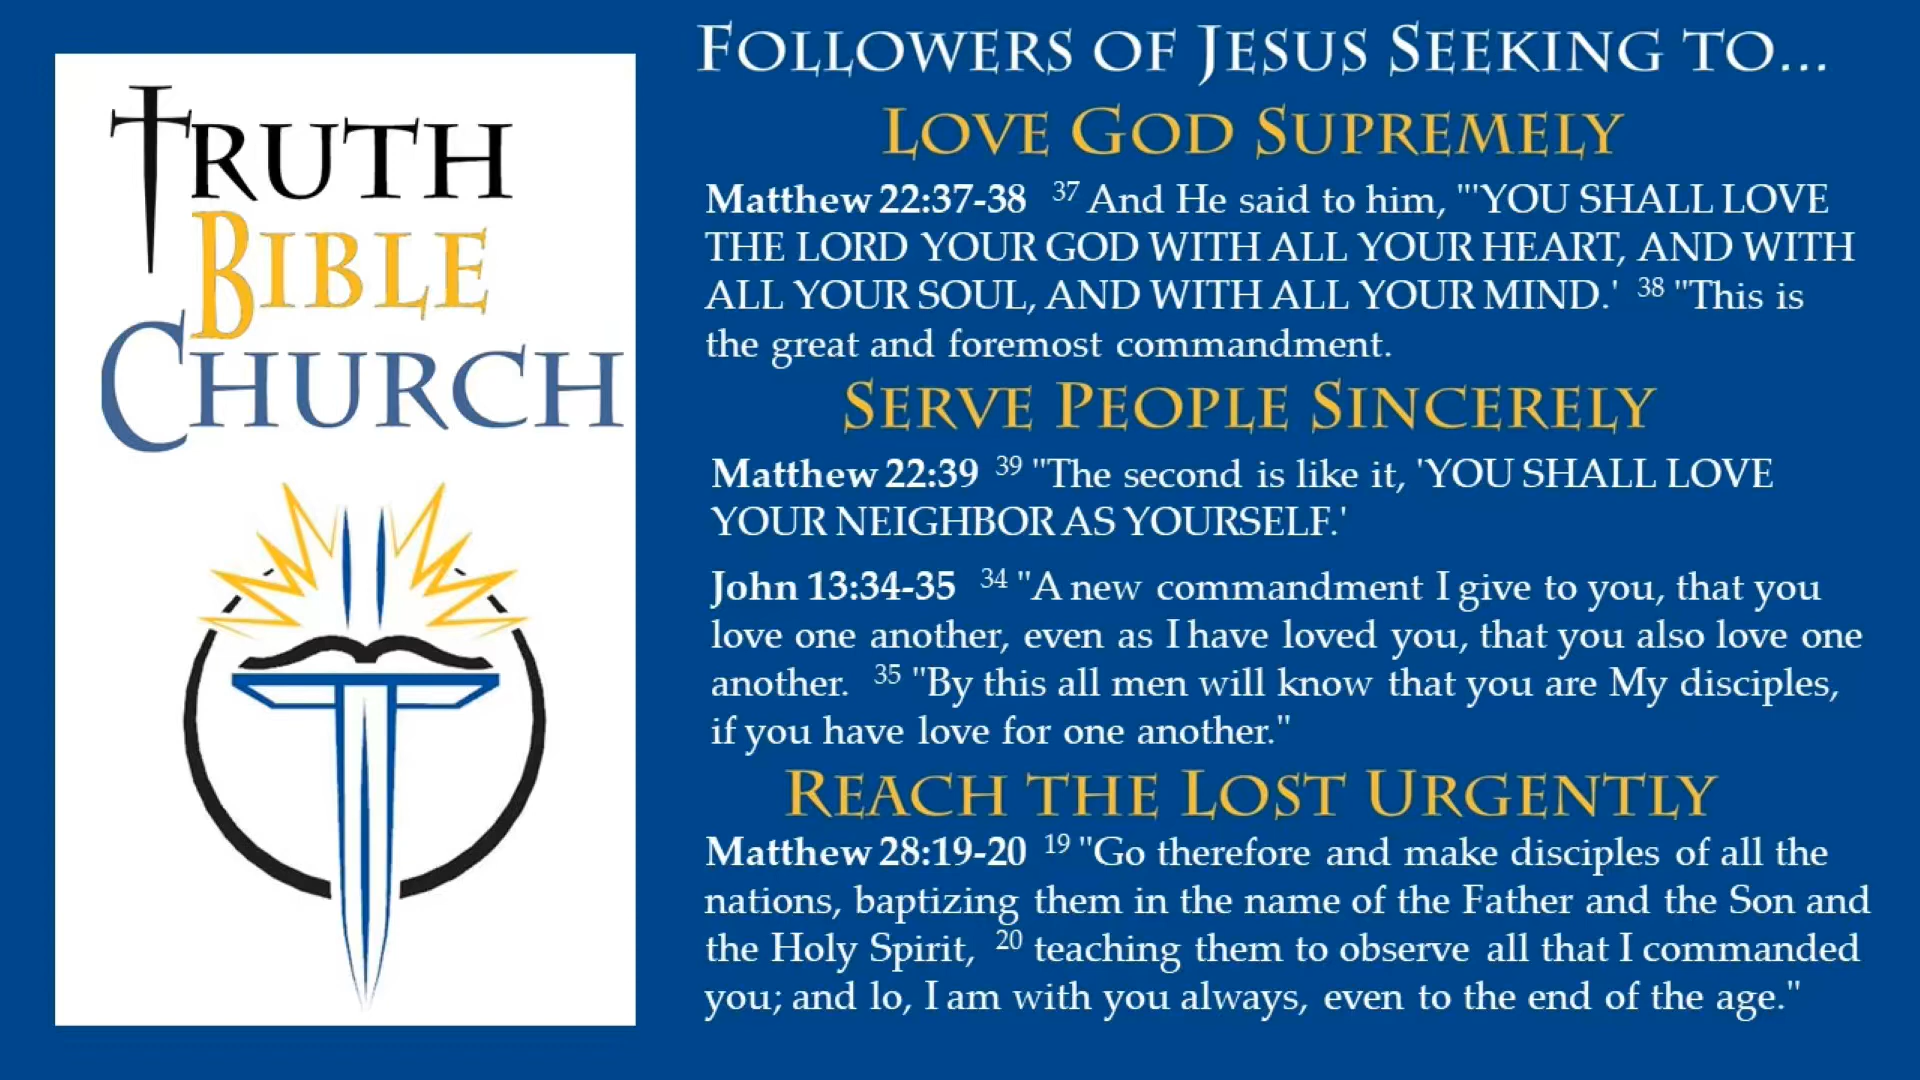 TRUTH
BIBLE
CHURCH
FOLLOWERS OF JESUS SEEKING TO...
LOVE GOD SUPREMELY
Matthew 22:37-38 37 And He said to him, "'YOU SHALL LOVE
THE LORD YOUR GOD WITH ALL YOUR HEART, AND WITH
ALL YOUR SOUL, AND WITH ALL YOUR MIND.' 38 "This is
the great and foremost commandment.
SERVE PEOPLE SINCERELY
Matthew 22:39 39 "The second is like it, 'YOU SHALL LOVE
YOUR NEIGHBOR AS YOURSELF.'
John 13:34-35 34 "A new commandment I give to you, that you
love one another, even as I have loved you, that you also love one
another. 35 "By this all men will know that you are My disciples,
if you have love for one another."
REACH THE LOST URGENTLY
Matthew 28:19-20 19 "Go therefore and make disciples of all the
nations, baptizing them in the name of the Father and the Son and
the Holy Spirit, 20 teaching them to observe all that I commanded
you; and lo, I am with you always, even to the end of the age."